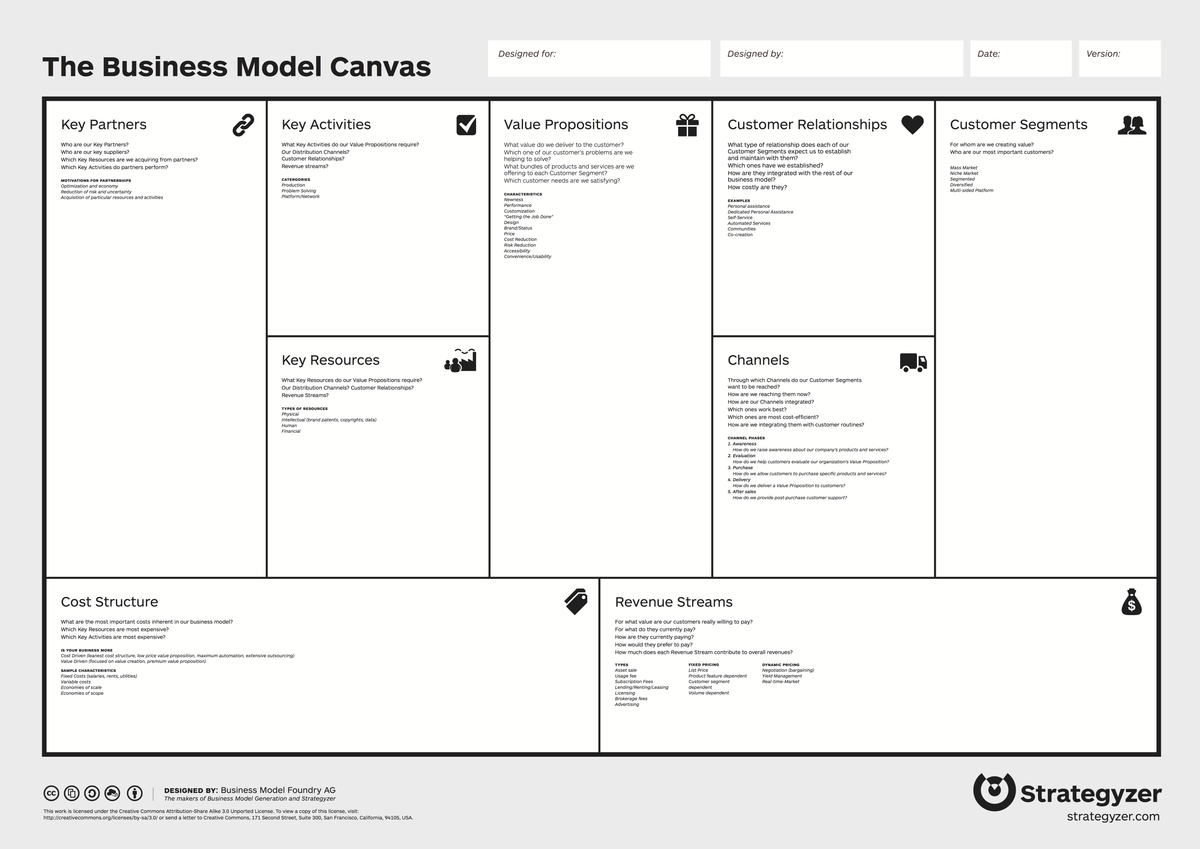 The Business Model Canvas
Designed for:
Designed by:
Date:
Version:
Key Partners
Who are our Key Partners?
Who are our key suppliers?
Which Key Resources are we acquiring from partners?
Which Key Activities do partners perform?
MOTIVATIONS FOR PARTNERSHIPS
Optimization and economy
Reduction of risk and uncertainty
Acquisition of particular resources and activities
Key Activities
What Key Activities do our Value Propositions require?
Our Distribution Channels?
Customer Relationships?
Revenue streams?
CATERGORIES
Production
Problem Solving
Platform/Network
Key Resources
What Key Resources do our Value Propositions require?
Our Distribution Channels? Customer Relationships?
Revenue Streams?
TYPES OF RESOURCES
Physical
Intellectual (brand patents, copyrights, data)
Human
Financial
Value Propositions
What value do we deliver to the customer?
Which one of our customer's problems are we
helping to solve?
What bundles of products and services are we
offering to each Customer Segment?
Which customer needs are we satisfying?
CHARACTERISTICS
Newness
Performance
Customization
"Getting the Job Done"
Design
Brand/Status
Price
Cost Reduction
Risk Reduction
Accessibility
Convenience/Usability
Customer Relationships
What type of relationship does each of our
Customer Segments expect us to establish
and maintain with them?
Which ones have we established?
How are they integrated with the rest of our
business model?
How costly are they?
EXAMPLES
Personal assistance
Dedicated Personal Assistance
Self-Service
Automated Services
Communities
Co-creation
Channels
Through which Channels do our Customer Segments
want to be reached?
How are we reaching them now?
How are our Channels integrated?
Which ones work best?
Which ones are most cost-efficient?
How are we integrating them with customer routines?
CHANNEL PHASES
1. Awareness
How do we raise awareness about our company's products and services?
2. Evaluation
How do we help customers evaluate our organization's Value Proposition?
3. Purchase
How do we allow customers to purchase specific products and services?
4. Delivery
How do we deliver a Value Proposition to customers?
5. After sales
How do we provide post-purchase customer support?
Customer Segments
For whom are we creating value?
Who are our most important customers?
Mass Market
Niche Market
Segmented
Diversified
Multi-sided Platform
Cost Structure
What are the most important costs inherent in our business model?
Which Key Resources are most expensive?
Which Key Activities are most expensive?
IS YOUR BUSINESS MORE
Cost Driven (leanest cost structure, low price value proposition, maximum automation, extensive outsourcing)
Value Driven (focused on value creation, premium value proposition)
SAMPLE CHARACTERISTICS
Fixed Costs (salaries, rents, utilities)
Variable costs
Economies of scale
Economies of scope
Revenue Streams
For what value are our customers really willing to pay?
For what do they currently pay?
How are they currently paying?
How would they prefer to pay?
How much does each Revenue Stream contribute to overall revenues?
TYPES
Asset sale
Usage fee
Subscription Fees
Lending/Renting/Leasing
Licensing
Brokerage fees
Advertising
FIXED PRICING
List Price
Product feature dependent
Customer segment
dependent
Volume dependent
DYNAMIC PRICING
Negotiation (bargaining)
Yield Management
Real-time-Market
$
cc
DESIGNED BY: Business Model Foundry AG
The makers of Business Model Generation and Strategyzer
This work is licensed under the Creative Commons Attribution-Share Alike 3.0 Unported License. To view a copy of this license, visit:
http://creativecommons.org/licenses/by-sa/3.0/ or send a letter to Creative Commons, 171 Second Street, Suite 300, San Francisco, California, 94105, USA.
Strategyzer
strategyzer.com